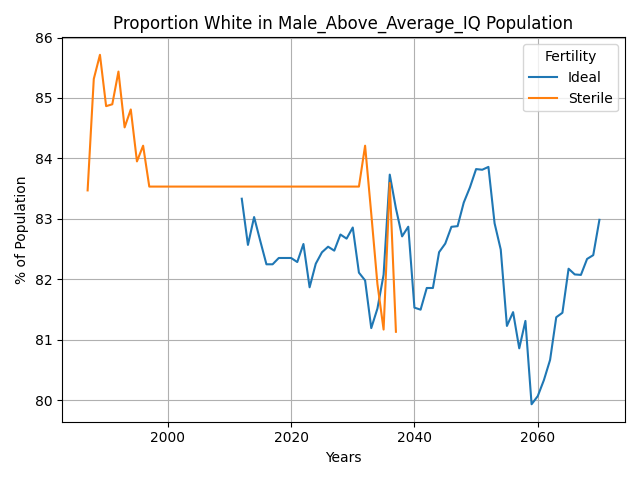 Proportion White in Male_Above_Average_IQ Population
% of Population
86
85
84
83
82
81
80
Fertility
Ideal
Sterile
2000
2020
2040
2060
Years